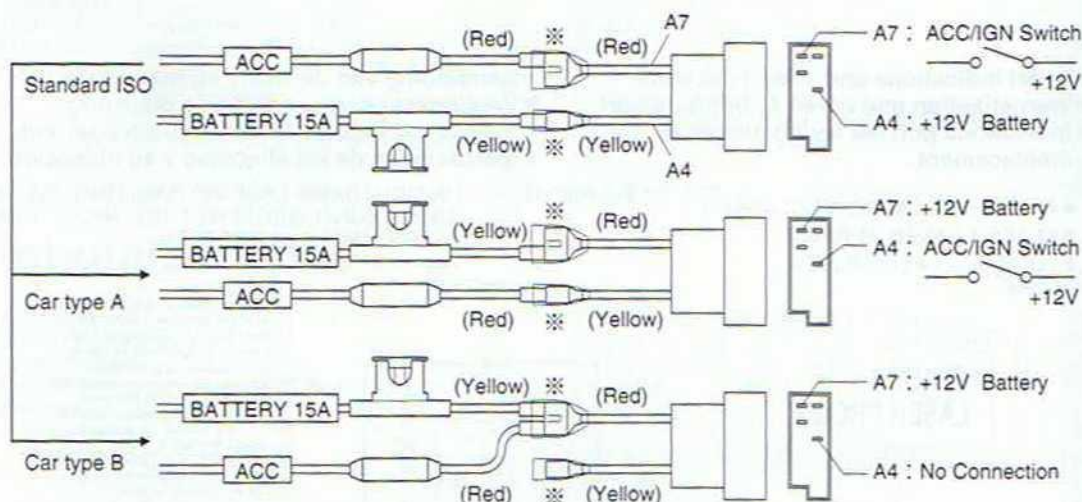 (Red) ※ (Red) A7
ACC
A7 : ACC/IGN Switch
+12V
Standard ISO
BATTERY 15A
A4 : +12V Battery
(Yellow) ※ (Yellow)
A4
(Yellow) ※ (Red)
A7 : +12V Battery
BATTERY 15A
A4 : ACC/IGN Switch
Car type A
ACC
+12V
(Red) ※ (Yellow)
(Yellow) ※ (Red)
A7 : +12V Battery
BATTERY 15A
Car type B
ACC
A4 : No Connection
(Red) ※ (Yellow)